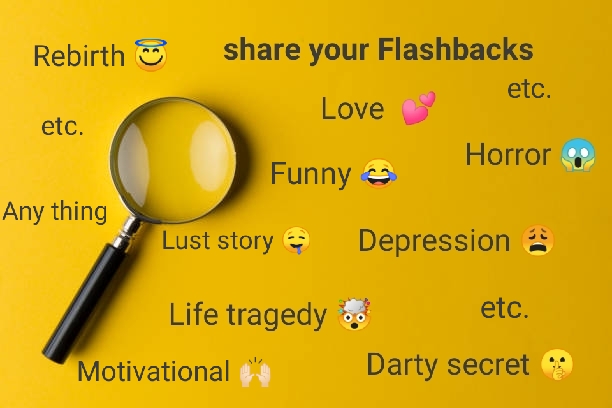 Rebirth 😇
share your Flashbacks
etc.
Love 💕
etc.
Horror 😱
Funny 😂
Any thing
Lust story 🤤
Depression 😩
Life tragedy 🤯
etc.
Motivational 🙌🏻
Darty secret 🤫